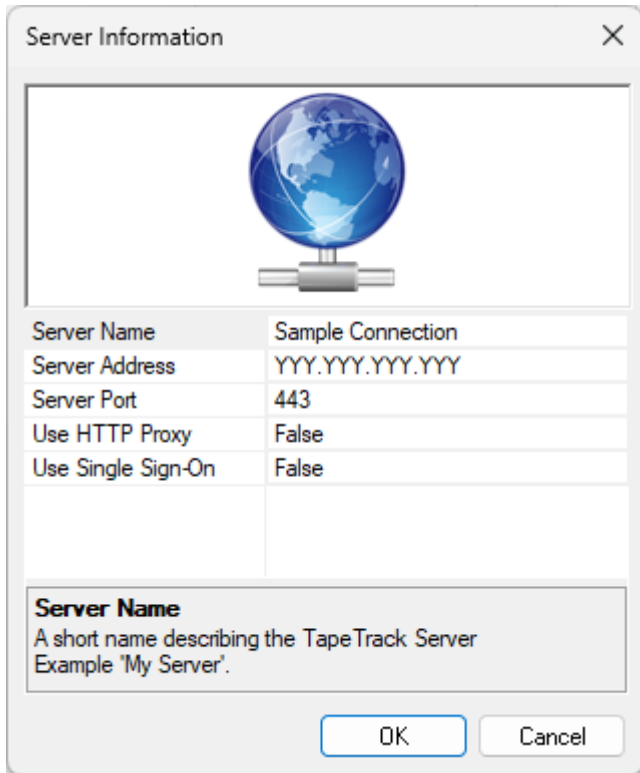 Server Information
Server Name Sample Connection
Server Address YYY.YYY.YYY.YYY
Server Port 443
Use HTTP Proxy False
Use Single Sign-On False
Server Name
A short name describing the TapeTrack Server
Example 'My Server'.
OK Cancel